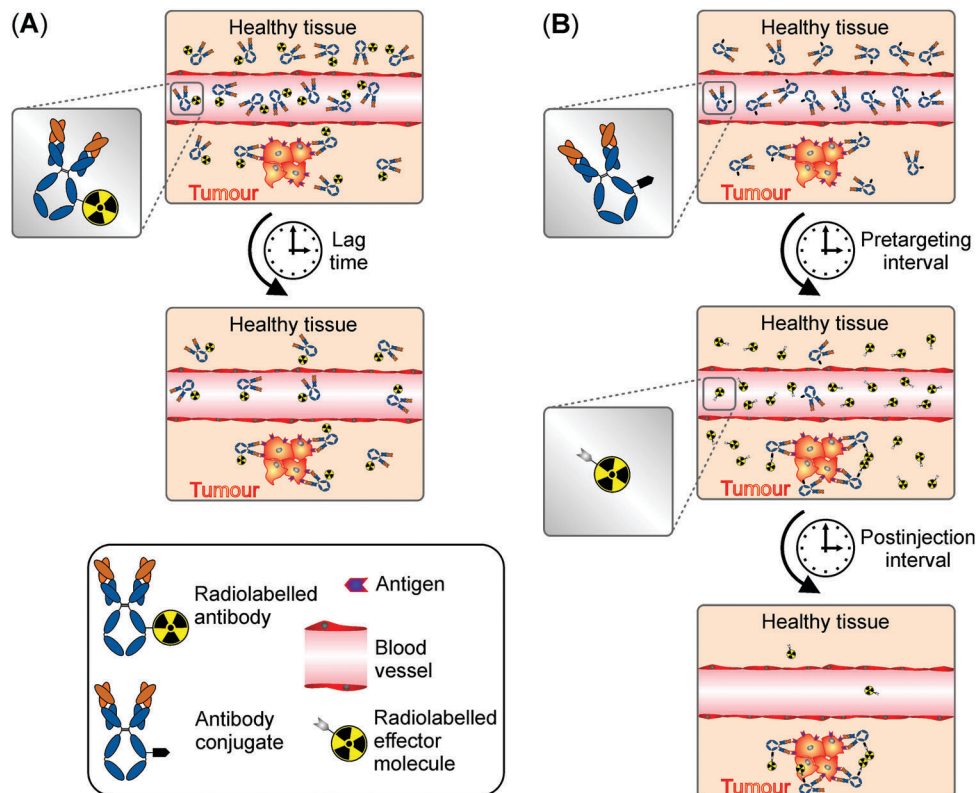 (A)
Healthy tissue
Tumour
Lag
time
Healthy tissue
Tumour
(B)
Healthy tissue
Tumour
Pretargeting
interval
Healthy tissue
Tumour
Postinjection
interval
Healthy tissue
Tumour
Radiolabelled
antibody
Antibody
conjugate
Antigen
Blood
vessel
Radiolabelled
effector
molecule